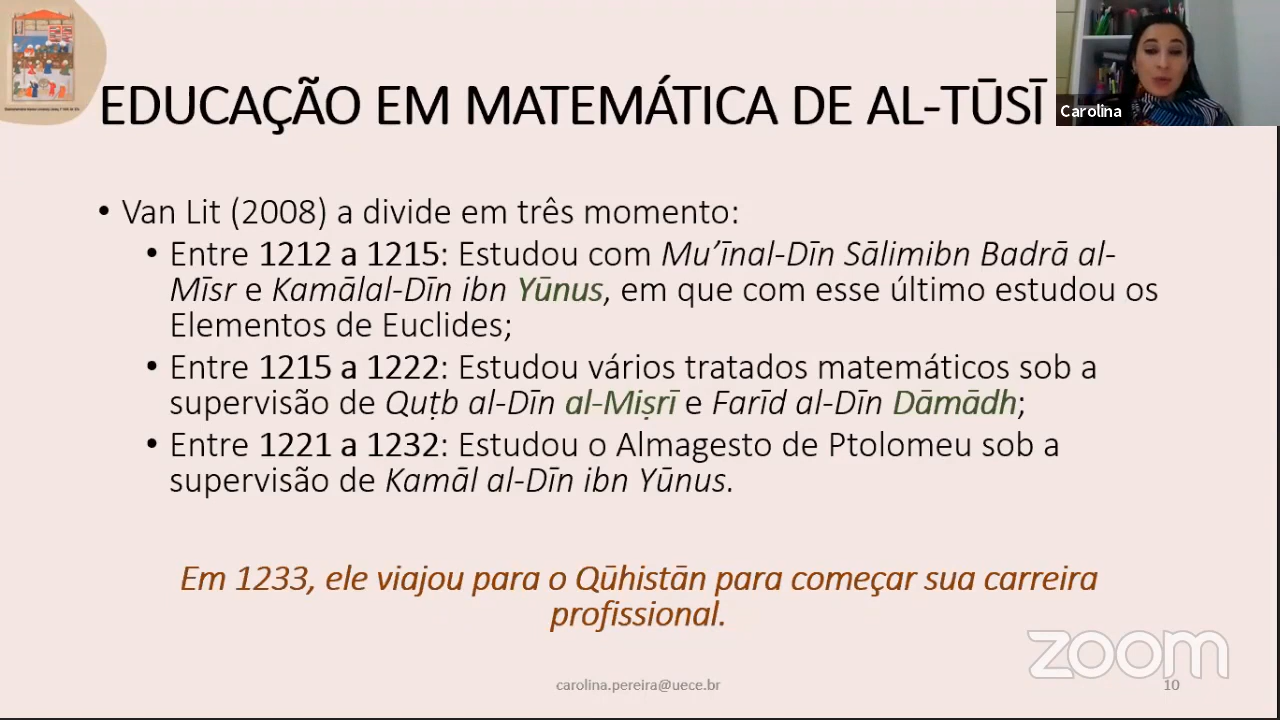 EDUCAÇÃO EM MATEMÁTICA DE AL-TŪSĪ
Carolina
• Van Lit (2008) a divide em três momento:
• Entre 1212 a 1215: Estudou com Mu’īnal-Dīn Sālimibn Badrā al-
Mīsr e Kamālal-Dīn ibn Yūnus, em que com esse último estudou os
Elementos de Euclides;
• Entre 1215 a 1222: Estudou vários tratados matemáticos sob a
supervisão de Quṭb al-Dīn al-Miṣrī e Farīd al-Dīn Dāmādh;
• Entre 1221 a 1232: Estudou o Almagesto de Ptolomeu sob a
supervisão de Kamāl al-Dīn ibn Yūnus.
Em 1233, ele viajou para o Qūhistān para começar sua carreira
profissional.
zoom
carolina.pereira@uece.br
10